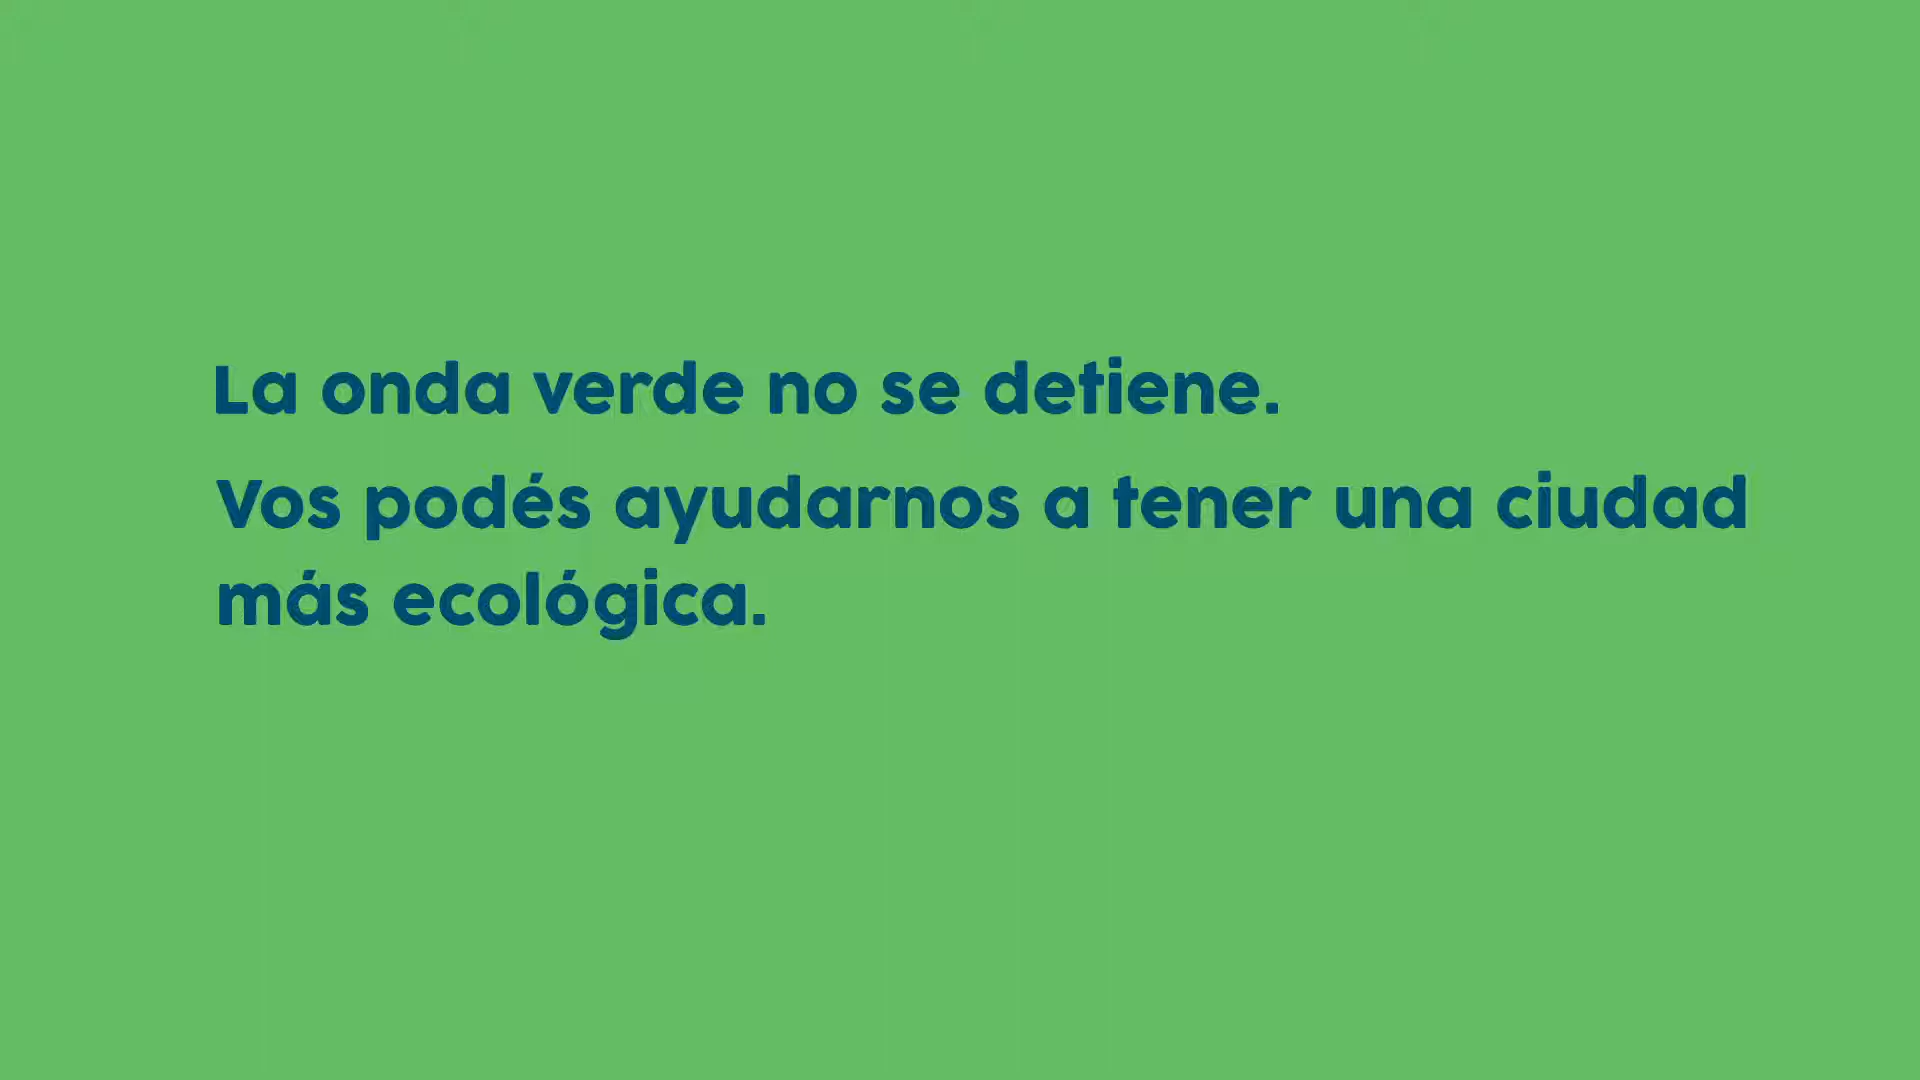 La onda verde no se detiene.
Vos podés ayudarnos a tener una ciudad
más ecológica.